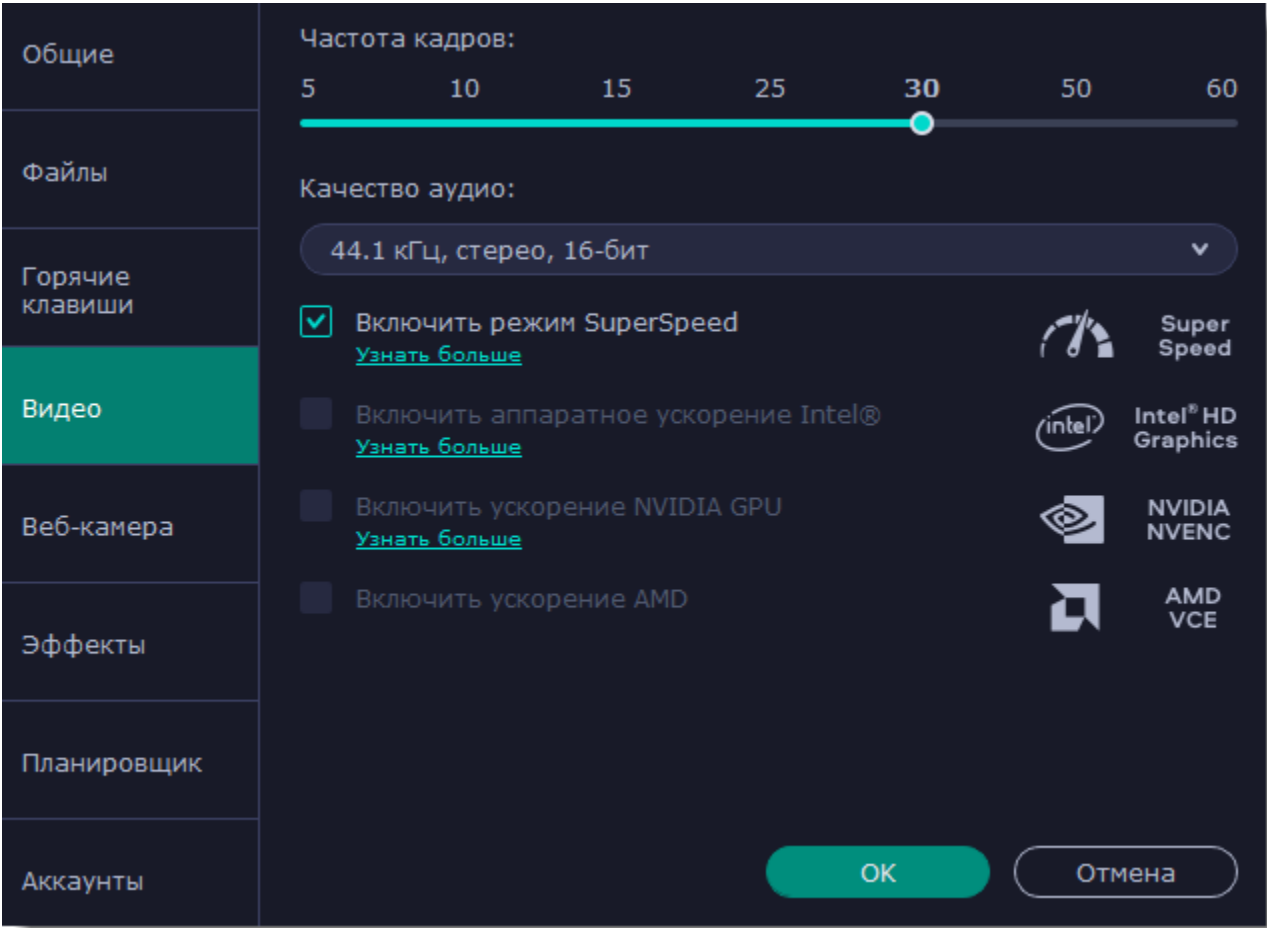 Общие
Файлы
Горячие
клавиши
Видео
Веб-камера
Эффекты
Планировщик
Аккаунты
Частота кадров:
5 10 15 25 30 50 60
Качество аудио:
44.1 кГц, стерео, 16-бит
Включить режим SuperSpeed
Узнать больше
Super
Speed
Включить аппаратное ускорение Intel®
Узнать больше
intel
Intel® HD
Graphics
Включить ускорение NVIDIA GPU
Узнать больше
NVIDIA
NVENC
Включить ускорение AMD
AMD
VCE
OK
Отмена